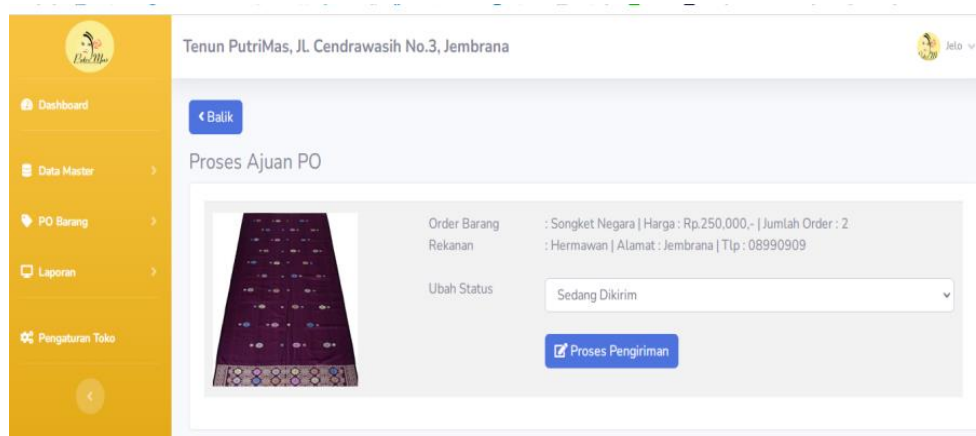 Tenun PutriMas, JL. Cendrawasih No.3, Jembrana
Jelo
Dashboard
Balik
Proses Ajuan PO
Data Master
PO Barang
Laporan
Pengaturan Toko
Order Barang : Songket Negara | Harga : Rp.250,000,- | Jumlah Order : 2
Rekanan : Hermawan | Alamat : Jembrana | Tlp : 08990909
Ubah Status Sedang Dikirim
Proses Pengiriman